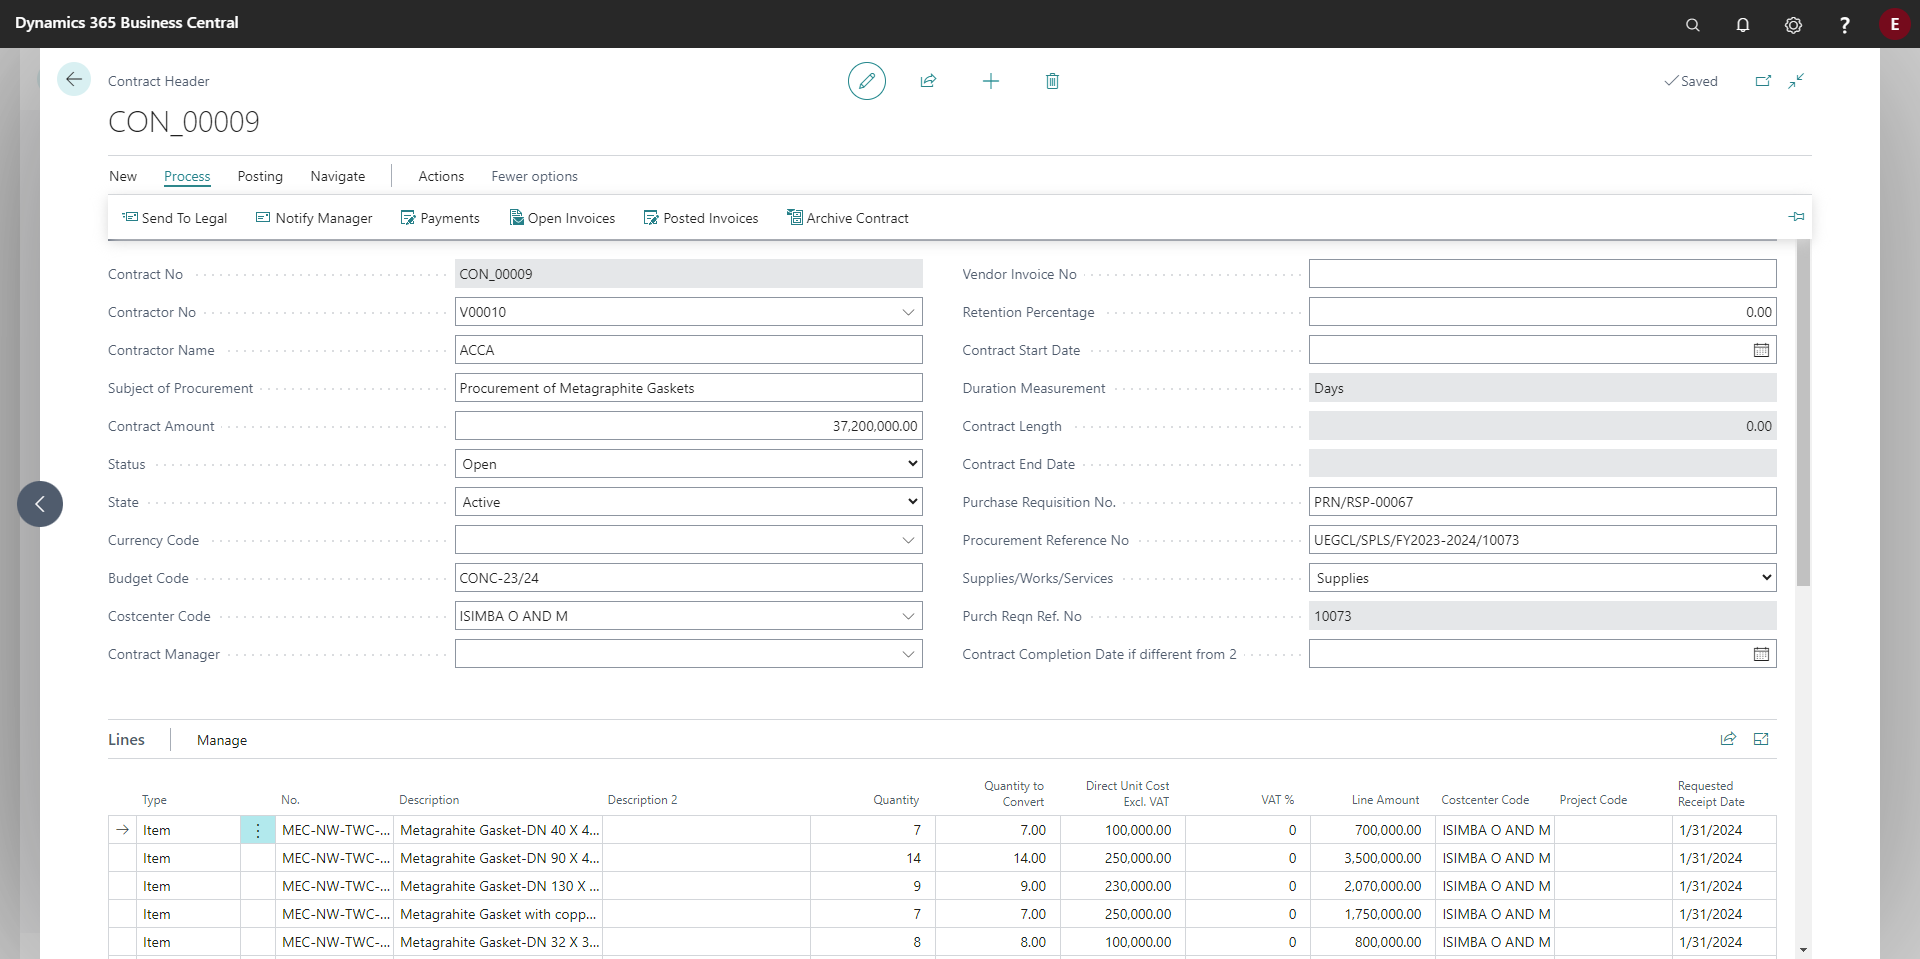 Dynamics 365 Business Central
?
E
Contract Header
Saved
CON_00009
New Process Posting Navigate Actions Fewer options
Send To Legal Notify Manager Payments Open Invoices Posted Invoices Archive Contract
Contract No CON_00009
Contractor No V00010
Contractor Name ACCA
Subject of Procurement Procurement of Metagraphite Gaskets
Contract Amount 37,200,000.00
Status Open
State Active
Currency Code
Budget Code CONC-23/24
Costcenter Code ISIMBA O AND M
Contract Manager
Vendor Invoice No
Retention Percentage 0.00
Contract Start Date
Duration Measurement Days
Contract Length 0.00
Contract End Date
Purchase Requisition No. PRN/RSP-00067
Procurement Reference No UEGCL/SPLS/FY2023-2024/10073
Supplies/Works/Services Supplies
Purch Reqn Ref. No 10073
Contract Completion Date if different from 2
Lines Manage
Type No. Description Description 2 Quantity Quantity to Convert Direct Unit Cost Excl. VAT VAT % Line Amount Costcenter Code Project Code Requested Receipt Date
Item MEC-NW-TWC-... Metagrahite Gasket-DN 40 X 4... 7 7.00 100,000.00 0 700,000.00 ISIMBA O AND M 1/31/2024
Item MEC-NW-TWC-... Metagrahite Gasket-DN 90 X 4... 14 14.00 250,000.00 0 3,500,000.00 ISIMBA O AND M 1/31/2024
Item MEC-NW-TWC-... Metagrahite Gasket-DN 130 X ... 9 9.00 230,000.00 0 2,070,000.00 ISIMBA O AND M 1/31/2024
Item MEC-NW-TWC-... Metagrahite Gasket with copp... 7 7.00 250,000.00 0 1,750,000.00 ISIMBA O AND M 1/31/2024
Item MEC-NW-TWC-... Metagrahite Gasket-DN 32 X 3... 8 8.00 100,000.00 0 800,000.00 ISIMBA O AND M 1/31/2024